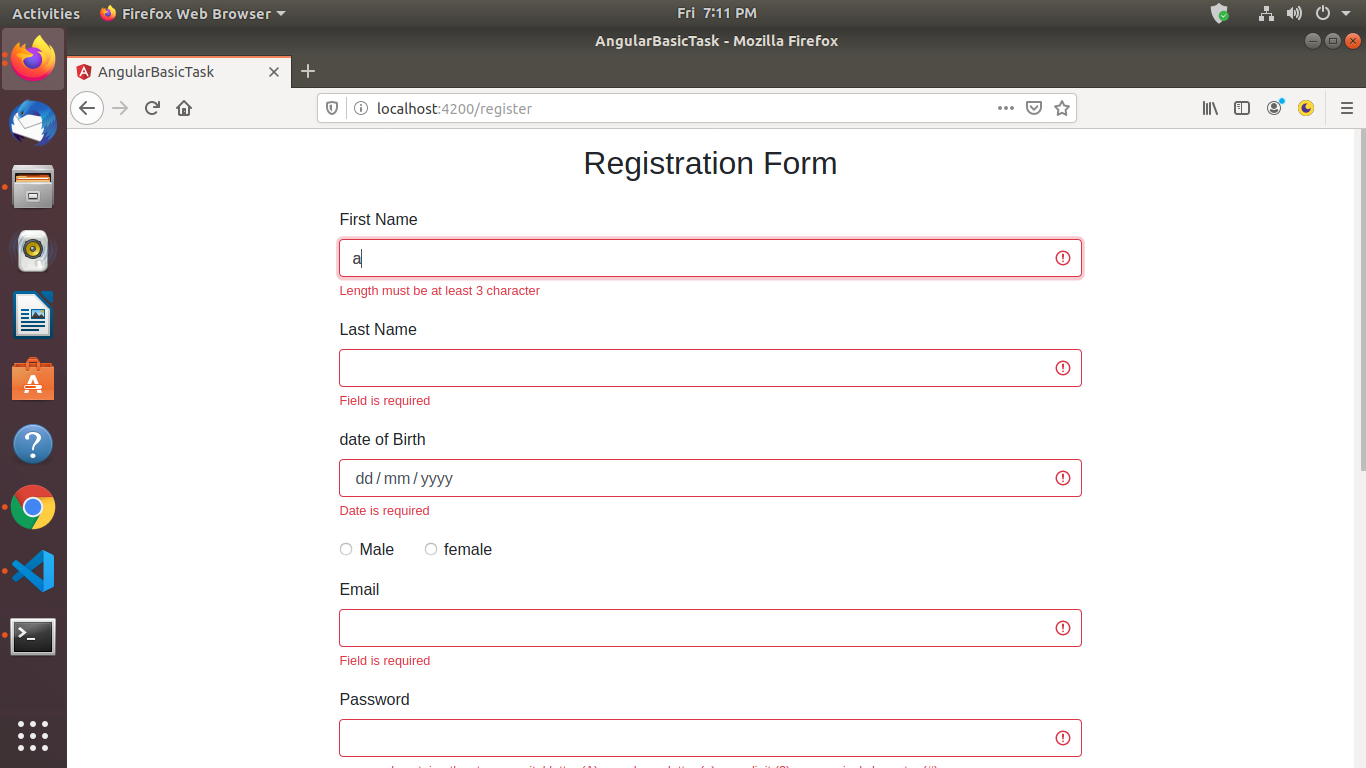 Activities Firefox Web Browser Fri 7:11 PM
AngularBasicTask - Mozilla Firefox
AngularBasicTask
localhost:4200/register
Registration Form
First Name
a
Length must be at least 3 character
Last Name
Field is required
date of Birth
dd / mm / yyyy
Date is required
Male female
Email
Field is required
Password